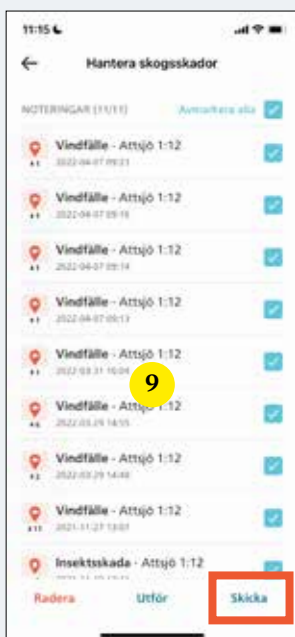 11:15
Hantera skogsskador
NOTERINGAR (11/11) Avmarkera alla
Vindfälle - Attsjö 1:12
2022-04-07 09:21
Vindfälle - Attsjö 1:12
2022-04-07 09:16
Vindfälle - Attsjö 1:12
2022-04-07 09:14
Vindfälle - Attsjö 1:12
2022-04-07 09:13
Vindfälle - Attsjö 1:12
2022-03-31 16:04
9
Vindfälle - Attsjö 1:12
2022-03-29 14:55
Vindfälle - Attsjö 1:12
2022-03-29 14:48
Vindfälle - Attsjö 1:12
2021-11-27 13:01
Insektsskada - Attsjö 1:12
Radera Utför Skicka